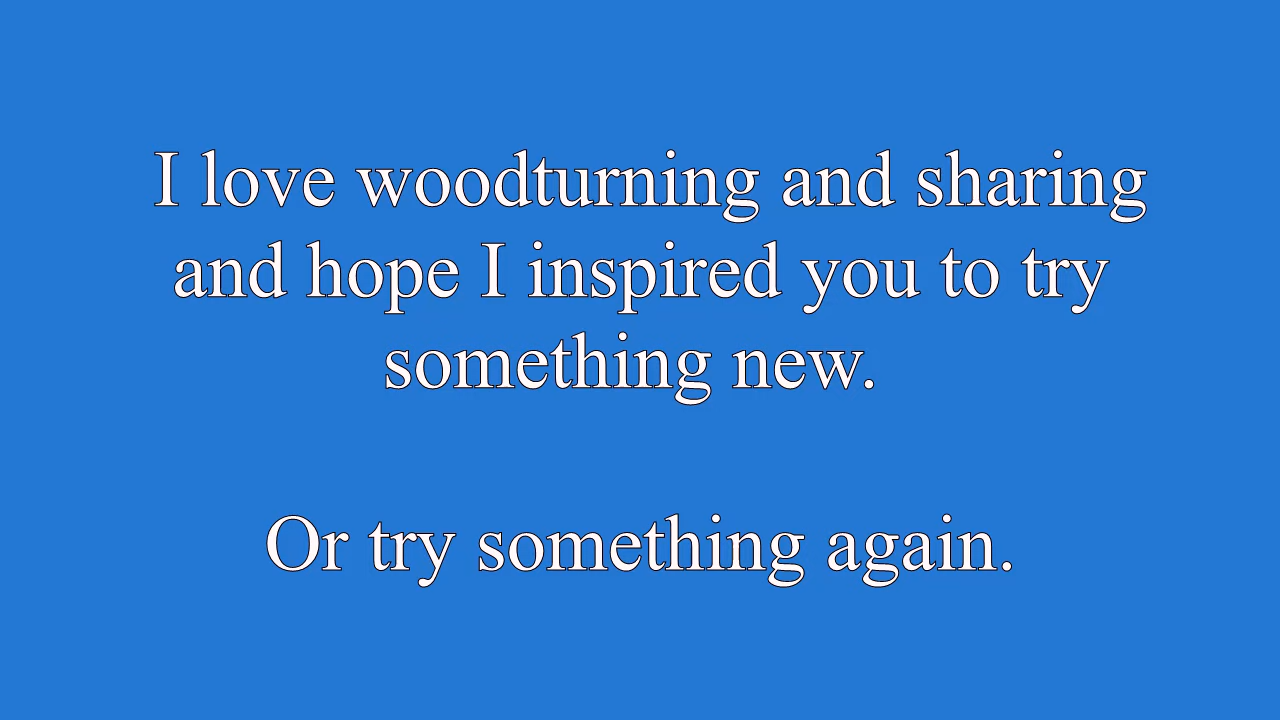 I love woodturning and sharing
and hope I inspired you to try
something new.
Or try something again.